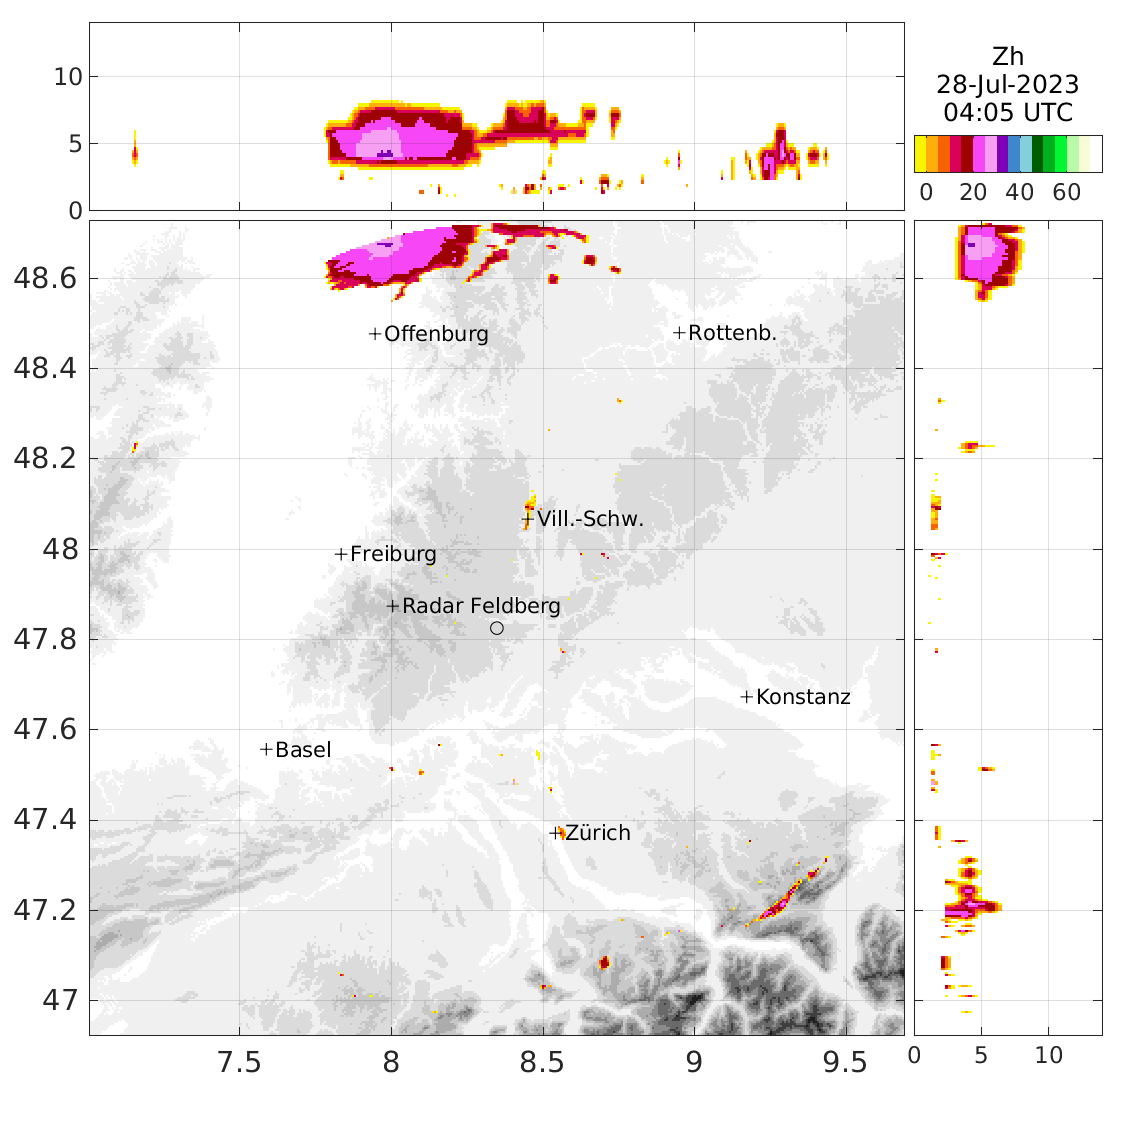 10
5
0
Zh
28-Jul-2023
04:05 UTC
0 20 40 60
48.6
48.4
48.2
48
47.8
47.6
47.4
47.2
47
Offenburg
Rottenb.
Vill.-Schw.
Freiburg
Radar Feldberg
Konstanz
Basel
Zürich
7.5 8 8.5 9 9.5
0 5 10